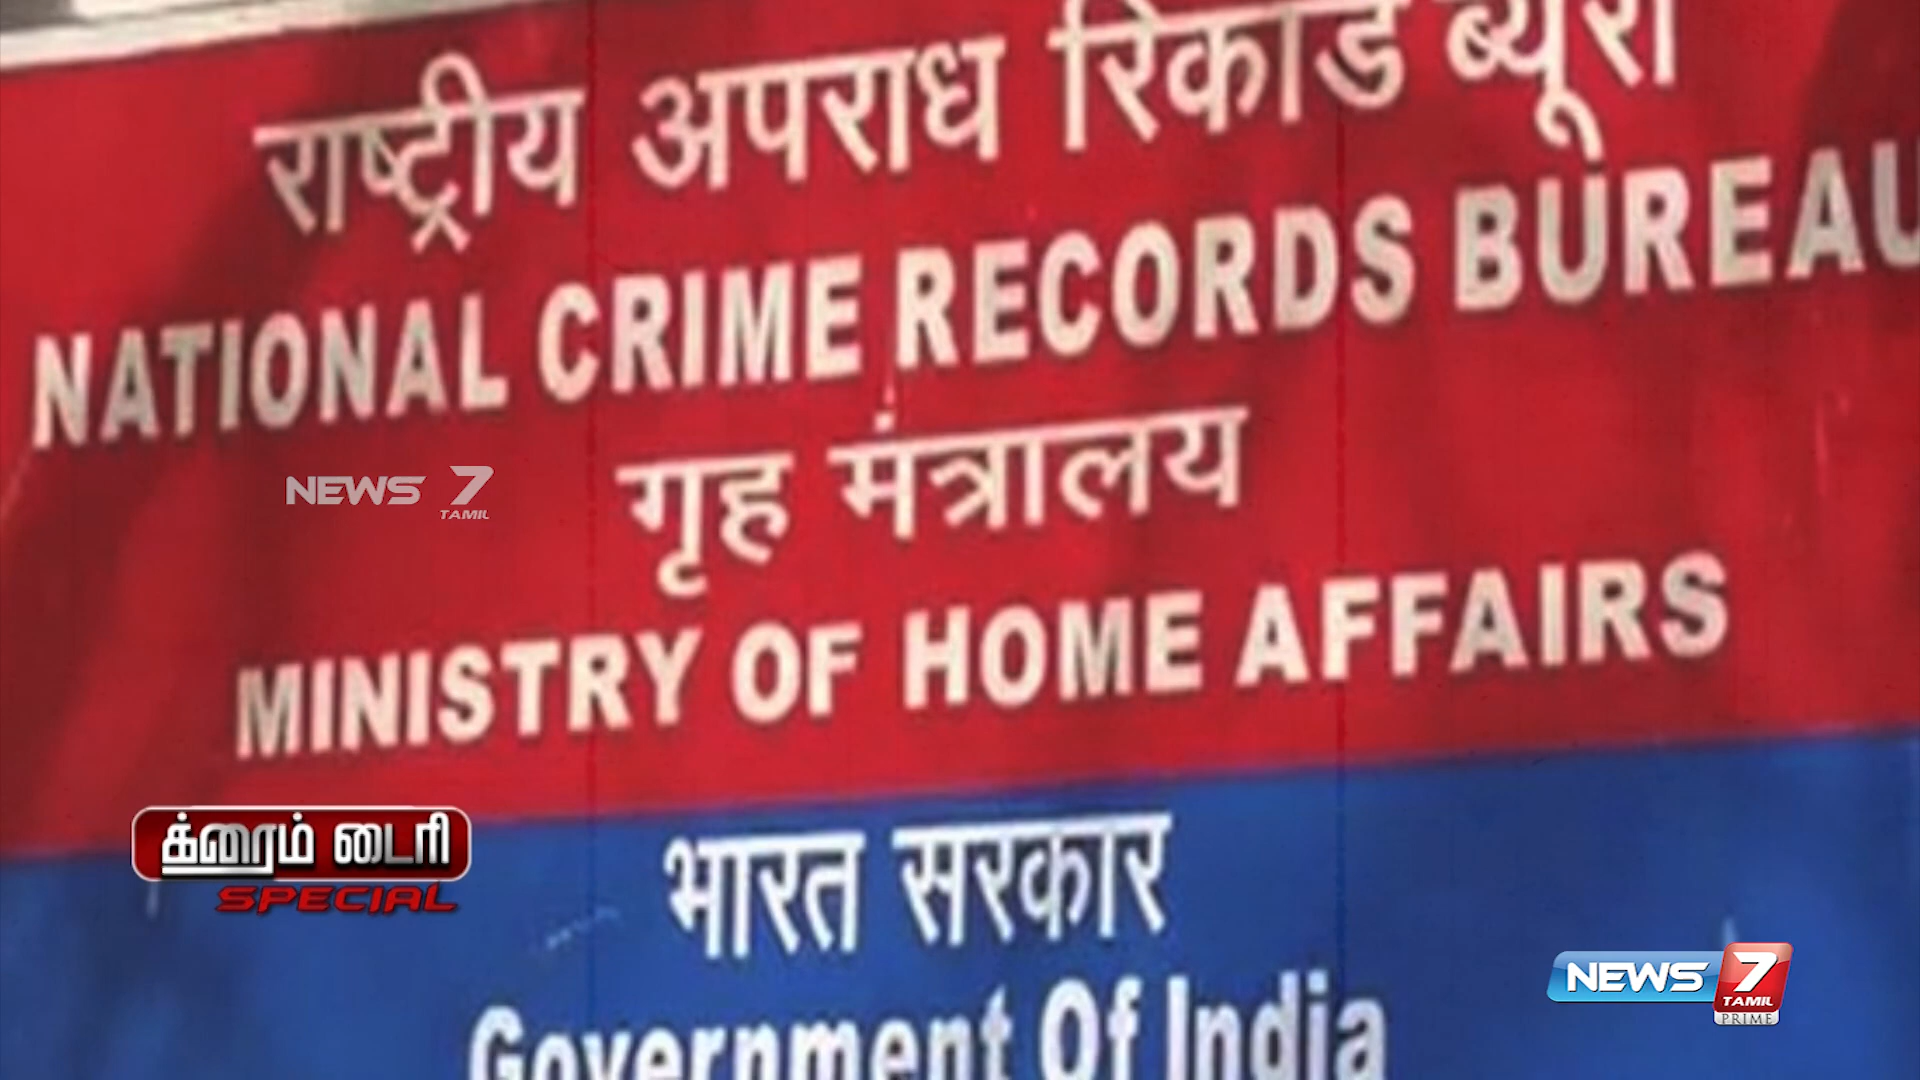 राष्ट्रीय अपराध रिकार्ड ब्यूरो
NATIONAL CRIME RECORDS BUREAU
गृह मंत्रालय
NEWS 7
TAMIL
MINISTRY OF HOME AFFAIRS
க்ரைம் டைரி
SPECIAL
भारत सरकार
Government Of India
NEWS 7
TAMIL
PRIME